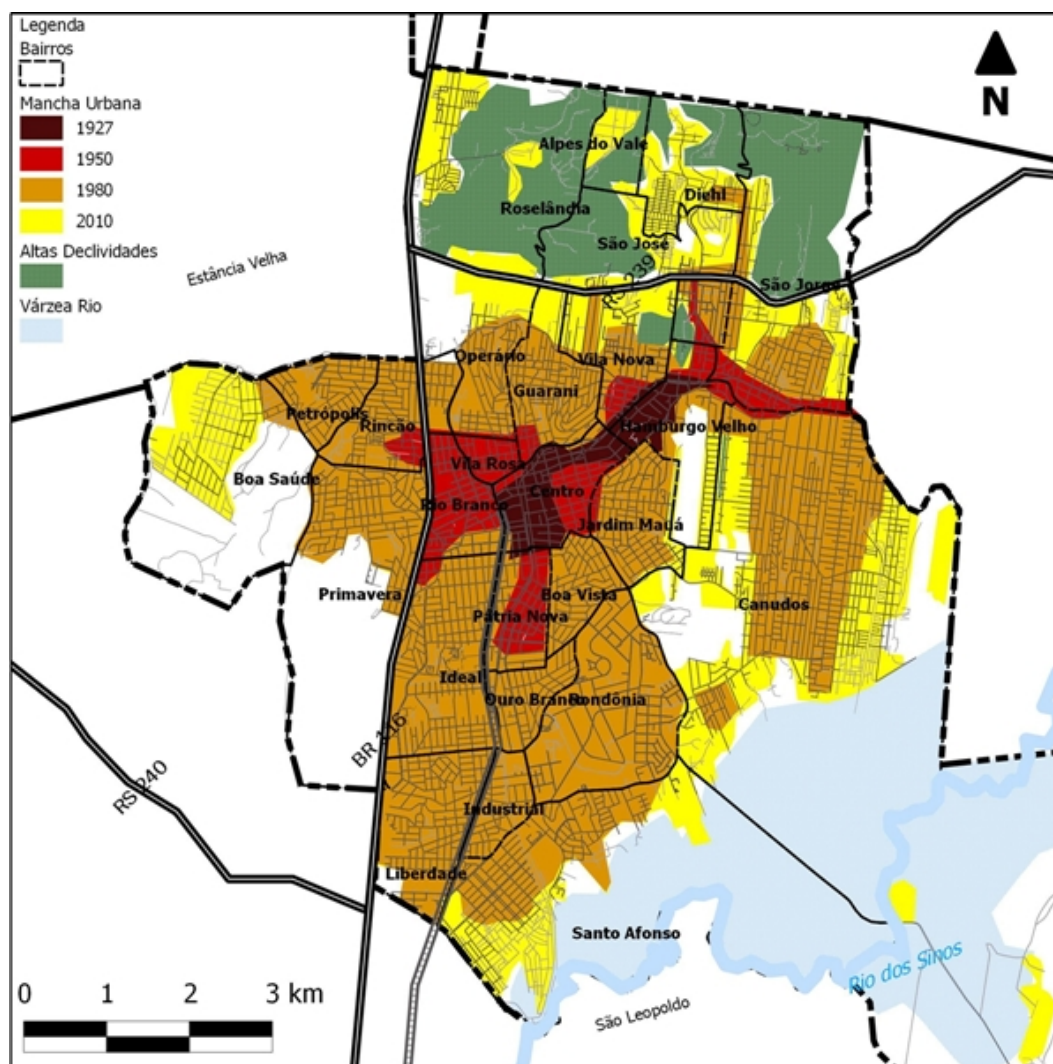 Legenda
Bairros
Mancha Urbana
1927
1950
1980
2010
Altas Declividades
Várzea Rio
N
Alpes do Vale
Diehl
Roselândia
São José
Estância Velha
RS 239
São Jorge
Operário
Vila Nova
Guarani
Petrópolis
Rincão
Hamburgo Velho
Vila Rosa
Boa Saúde
Centro
Rio Branco
Jardim Mauá
Primavera
Boa Vista
Canudos
Pátria Nova
Ideal
Ouro Branco
Rondônia
BR 116
RS 240
Industrial
Liberdade
Santo Afonso
Rio dos Sinos
São Leopoldo
0 1 2 3 km